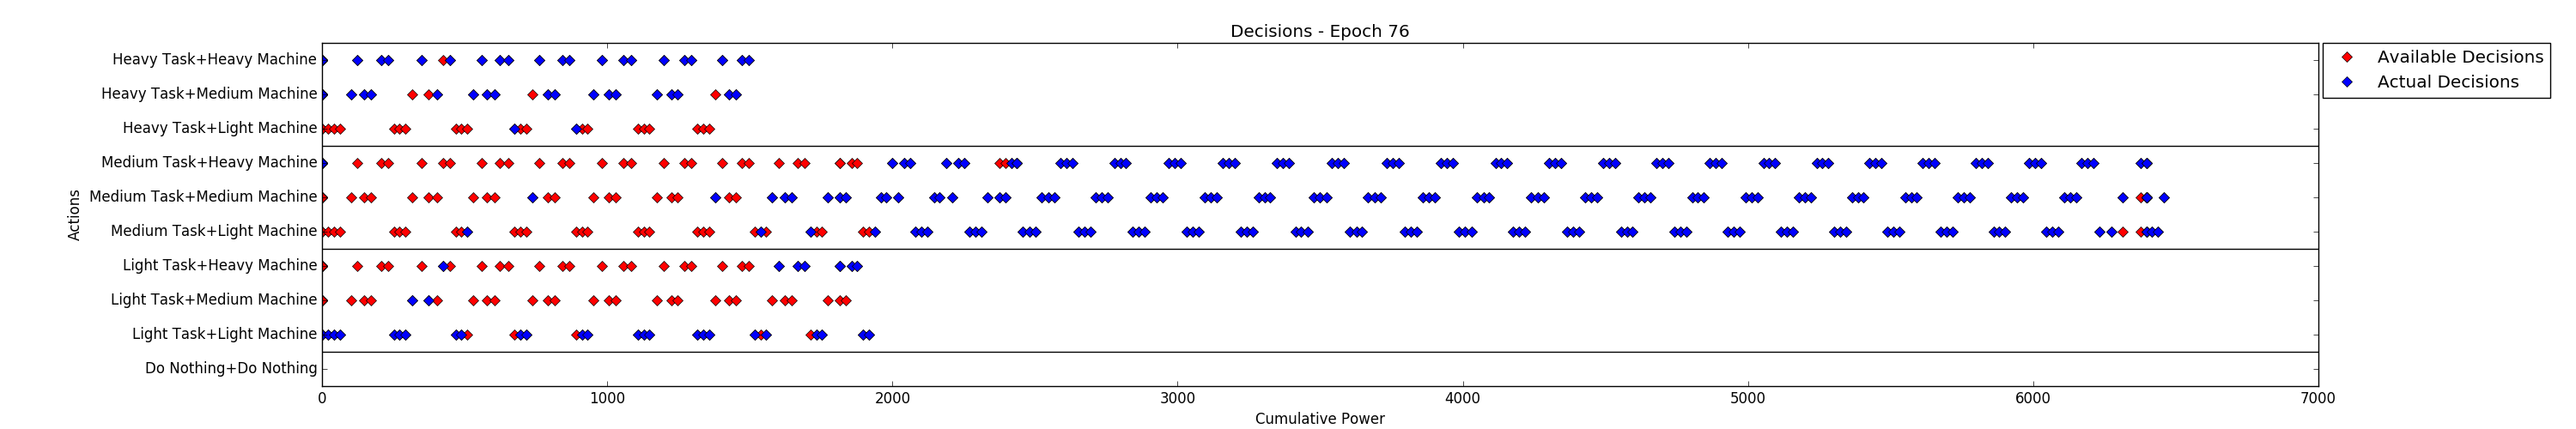 Decisions - Epoch 76
Heavy Task+Heavy Machine
Heavy Task+Medium Machine
Heavy Task+Light Machine
Medium Task+Heavy Machine
Medium Task+Medium Machine
Medium Task+Light Machine
Light Task+Heavy Machine
Light Task+Medium Machine
Light Task+Light Machine
Do Nothing+Do Nothing
Actions
0 1000 2000 3000 4000 5000 6000 7000
Cumulative Power
Available Decisions
Actual Decisions